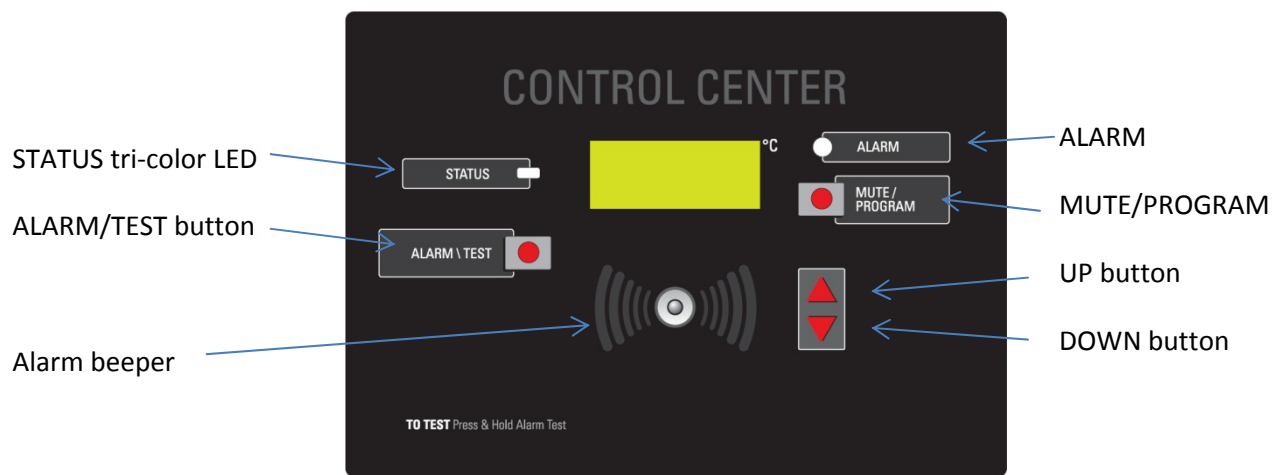 CONTROL CENTER
STATUS tri-color LED
STATUS
°C
ALARM
ALARM
ALARM/TEST button
ALARM \ TEST
MUTE /
PROGRAM
MUTE/PROGRAM
UP button
DOWN button
Alarm beeper
TO TEST Press & Hold Alarm Test